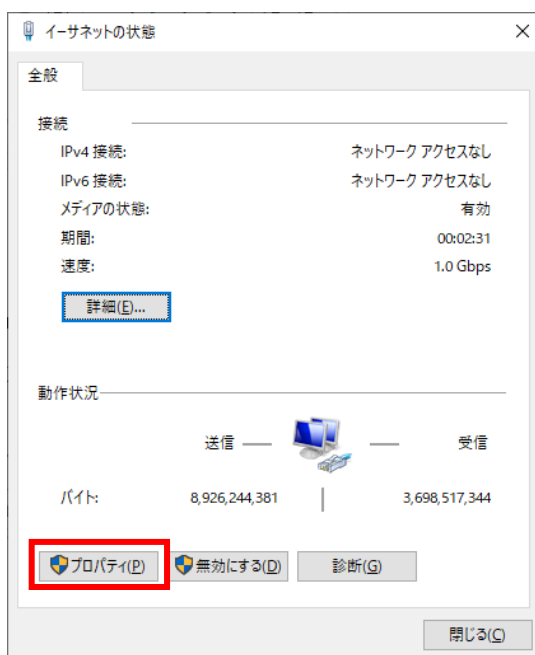 イーサネットの状態
全般
接続
IPv4 接続: ネットワーク アクセスなし
IPv6 接続: ネットワーク アクセスなし
メディアの状態: 有効
期間: 00:02:31
速度: 1.0 Gbps
詳細(E)...
動作状況
送信 受信
バイト: 8,926,244,381 3,698,517,344
プロパティ(P) 無効にする(D) 診断(G)
閉じる(C)